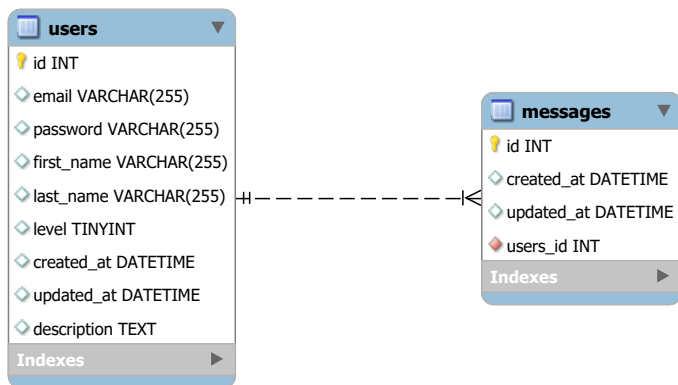 users
id INT
email VARCHAR(255)
password VARCHAR(255)
first_name VARCHAR(255)
last_name VARCHAR(255)
level TINYINT
created_at DATETIME
updated_at DATETIME
description TEXT
Indexes
messages
id INT
created_at DATETIME
updated_at DATETIME
users_id INT
Indexes